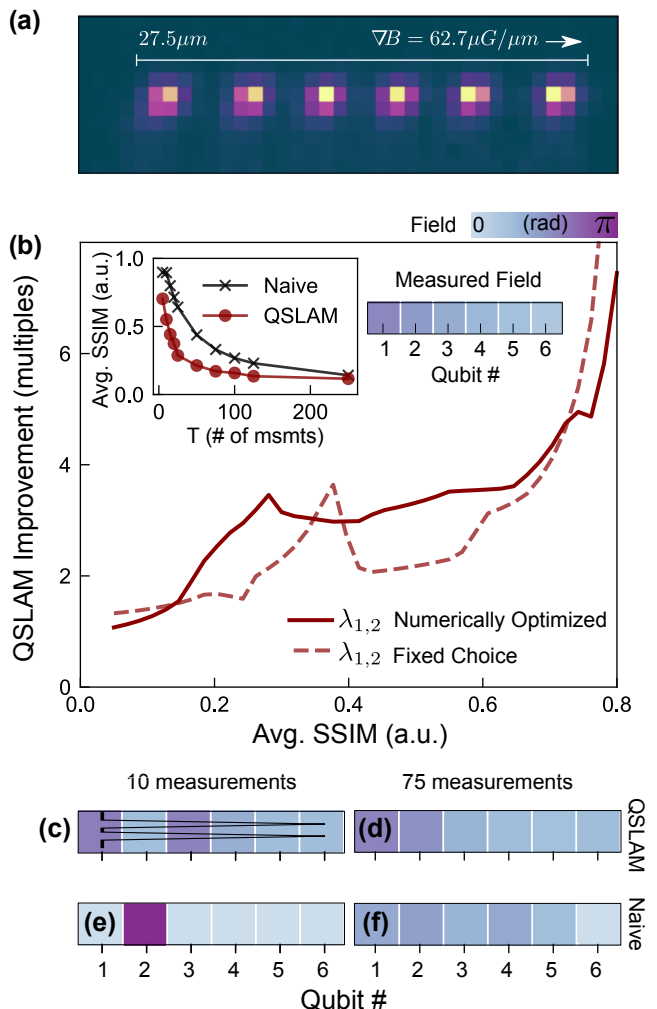 (a)
27.5μm
∇B = 62.7μG/μm
Field 0 (rad) π
(b)
QSLAM Improvement (multiples)
0
2
4
6
0.0 0.2 0.4 0.6 0.8
Avg. SSIM (a.u.)
Avg. SSIM (a.u.)
1.0
0.5
0.0
0 100 200
T (# of msmts)
Naive
QSLAM
Measured Field
1 2 3 4 5 6
Qubit #
λ1,2 Numerically Optimized
λ1,2 Fixed Choice
10 measurements
75 measurements
(c)
(d)
QSLAM
(e)
(f)
Naive
1 2 3 4 5 6
1 2 3 4 5 6
Qubit #